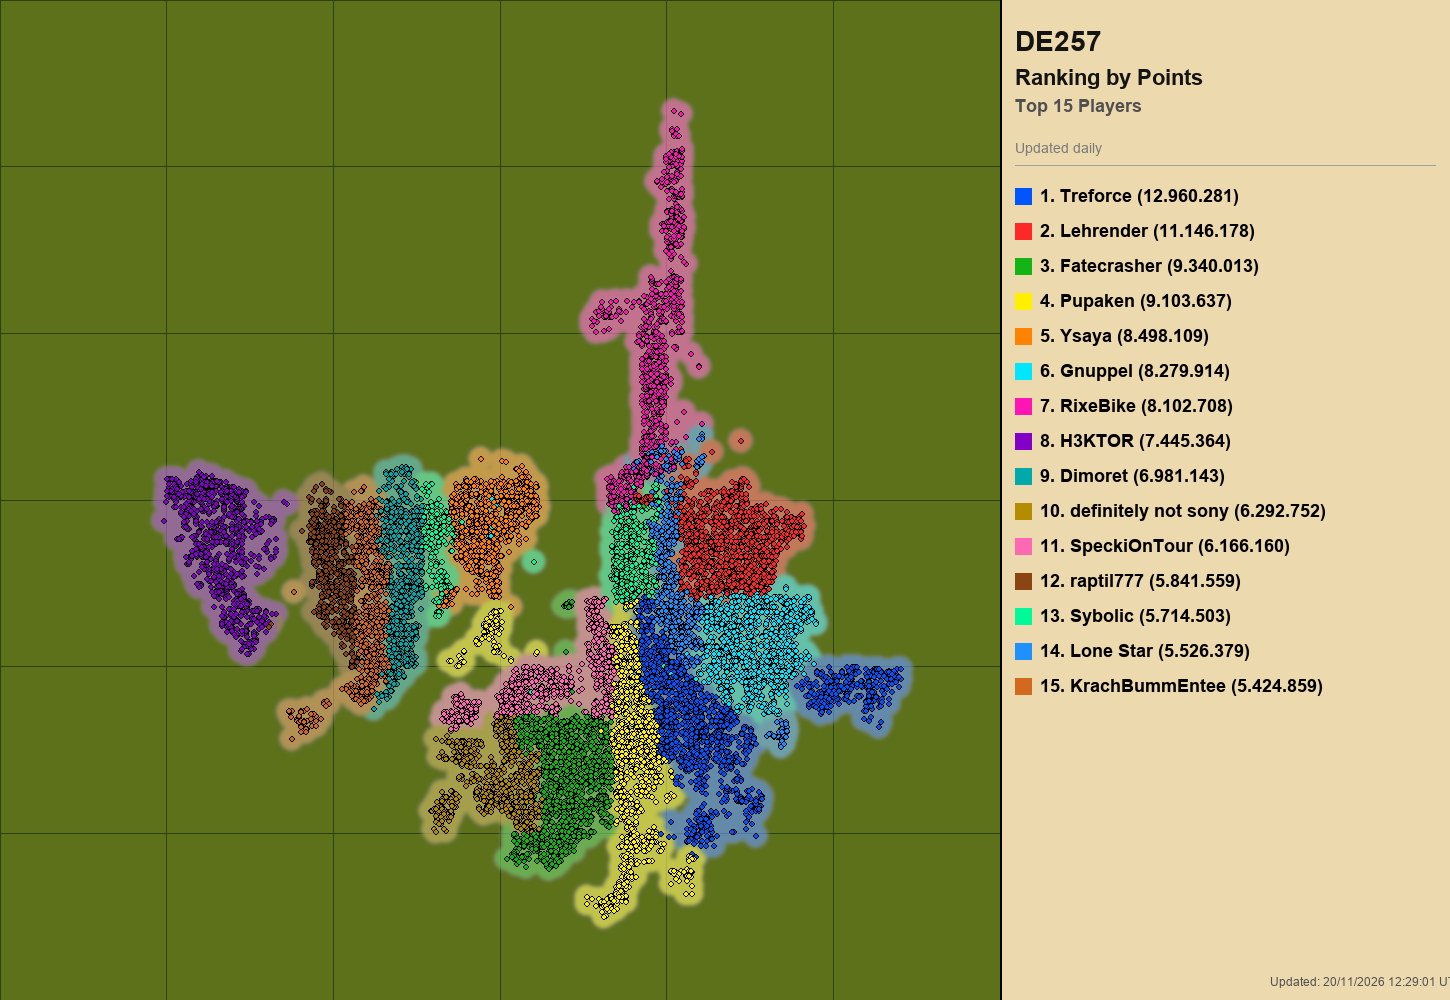 DE257
Ranking by Points
Top 15 Players
Updated daily
1. Treforce (12.960.281)
2. Lehrender (11.146.178)
3. Fatecrasher (9.340.013)
4. Pupaken (9.103.637)
5. Ysaya (8.498.109)
6. Gnuppel (8.279.914)
7. RixeBike (8.102.708)
8. H3KTOR (7.445.364)
9. Dimoret (6.981.143)
10. definitely not sony (6.292.752)
11. SpeckiOnTour (6.166.160)
12. raptil777 (5.841.559)
13. Sybolic (5.714.503)
14. Lone Star (5.526.379)
15. KrachBummEntee (5.424.859)
Updated: 20/11/2026 12:29:01 U